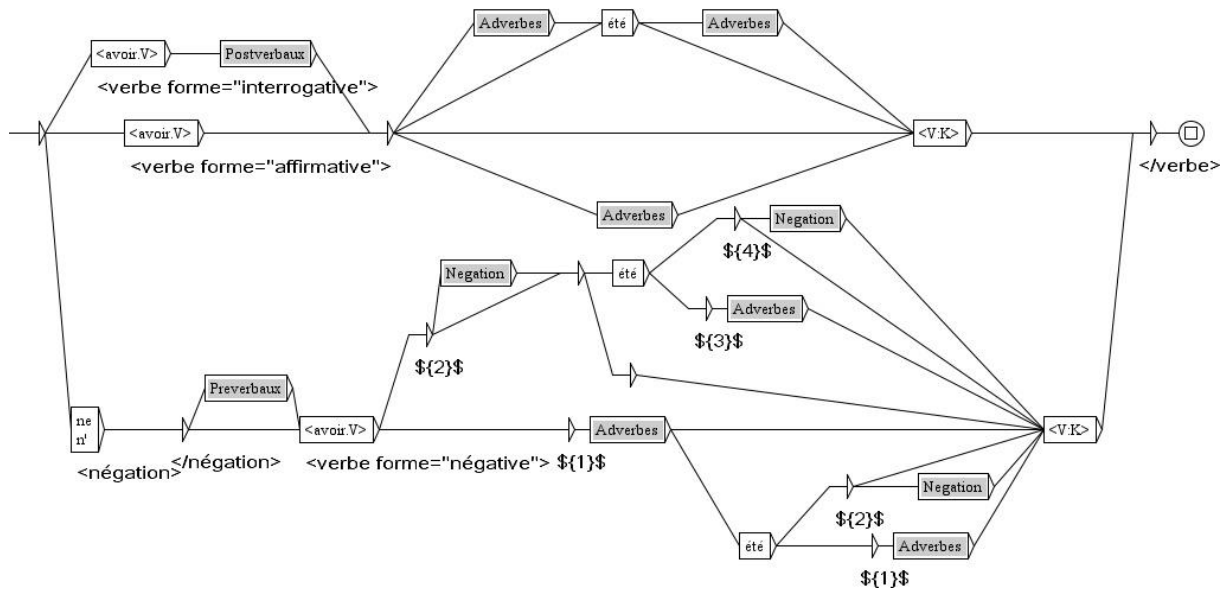 Adverbes
été
Adverbes
<avoir.V>
Postverbaux
<verbe forme="interrogative">
<avoir.V>
<V:K>
<verbe forme="affirmative">
</verbe>
Adverbes
Negation
${4}$
Negation
été
${2}$
Adverbes
${3}$
Preverbaux
ne
n'
<avoir.V>
Adverbes
<V:K>
<négation>
</négation>
<verbe forme="négative">
${1}$
Negation
${2}$
été
Adverbes
${1}$